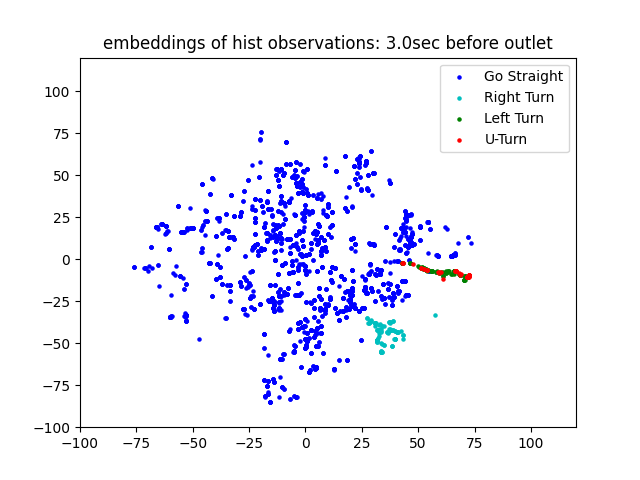 embeddings of hist observations: 3.0sec before outlet
Go Straight
Right Turn
Left Turn
U-Turn
100
75
50
25
0
−25
−50
−75
−100
−100 −75 −50 −25 0 25 50 75 100